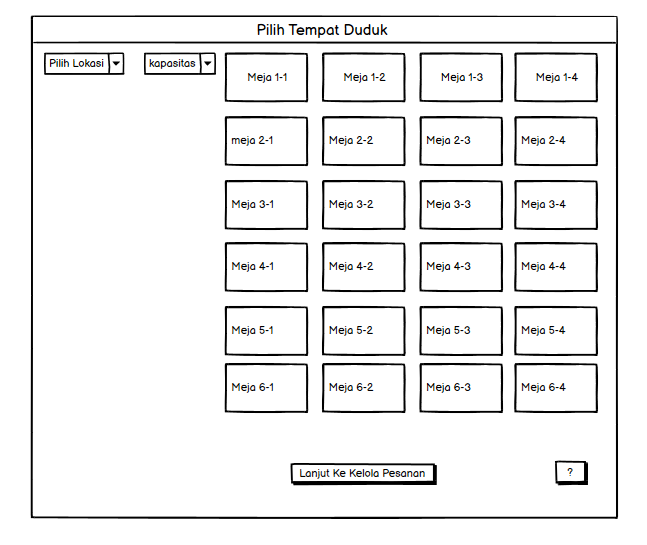 Pilih Tempat Duduk
Pilih Lokasi kapasitas
Meja 1-1 Meja 1-2 Meja 1-3 Meja 1-4
meja 2-1 Meja 2-2 Meja 2-3 Meja 2-4
Meja 3-1 Meja 3-2 Meja 3-3 Meja 3-4
Meja 4-1 Meja 4-2 Meja 4-3 Meja 4-4
Meja 5-1 Meja 5-2 Meja 5-3 Meja 5-4
Meja 6-1 Meja 6-2 Meja 6-3 Meja 6-4
Lanjut Ke Kelola Pesanan ?